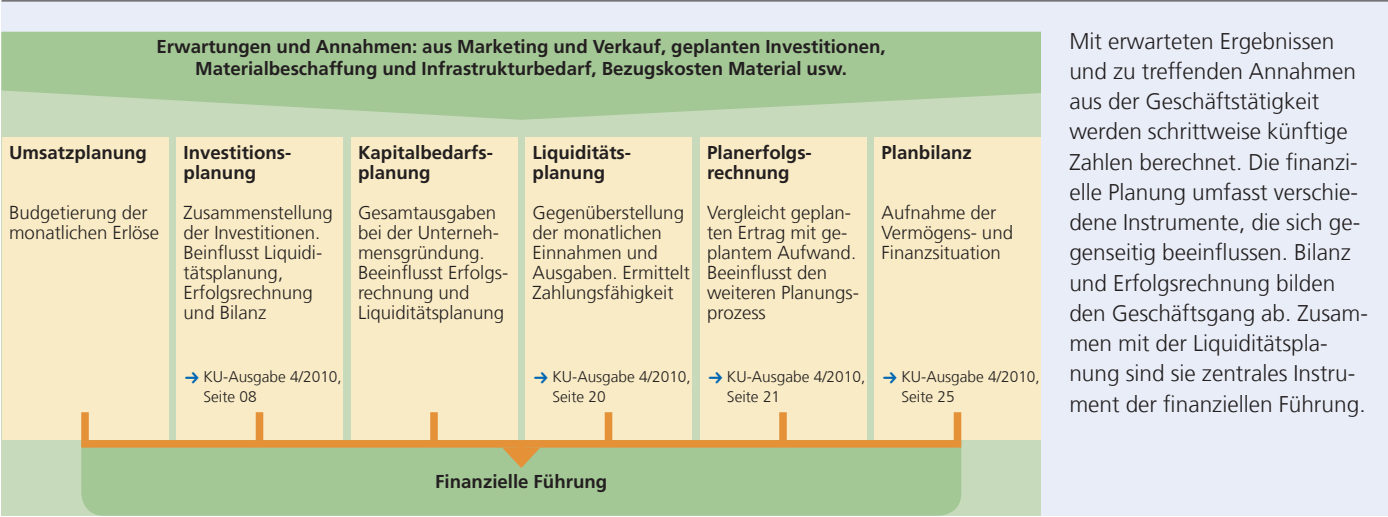 Erwartungen und Annahmen: aus Marketing und Verkauf, geplanten Investitionen,
Materialbeschaffung und Infrastrukturbedarf, Bezugskosten Material usw.
Umsatzplanung
Budgetierung der
monatlichen Erlöse
Investitions-
planung
Zusammenstellung
der Investitionen.
Beinflusst Liquidi-
tätsplanung,
Erfolgsrechnung
und Bilanz
→ KU-Ausgabe 4/2010,
Seite 08
Kapitalbedarfs-
planung
Gesamtausgaben
bei der Unterneh-
mensgründung.
Beeinflusst Erfolgs-
rechnung und
Liquiditätsplanung
Liquiditäts-
planung
Gegenüberstellung
der monatlichen
Einnahmen und
Ausgaben. Ermittelt
Zahlungsfähigkeit
→ KU-Ausgabe 4/2010,
Seite 20
Planerfolgs-
rechnung
Vergleicht geplan-
ten Ertrag mit ge-
plantem Aufwand.
Beeinflusst den
weiteren Planungs-
prozess
→ KU-Ausgabe 4/2010,
Seite 21
Planbilanz
Aufnahme der
Vermögens- und
Finanzsituation
→ KU-Ausgabe 4/2010,
Seite 25
Finanzielle Führung
Mit erwarteten Ergebnissen
und zu treffenden Annahmen
aus der Geschäftstätigkeit
werden schrittweise künftige
Zahlen berechnet. Die finanzi-
elle Planung umfasst verschie-
dene Instrumente, die sich ge-
genseitig beeinflussen. Bilanz
und Erfolgsrechnung bilden
den Geschäftsgang ab. Zusam-
men mit der Liquiditätspla-
nung sind sie zentrales Instru-
ment der finanziellen Führung.